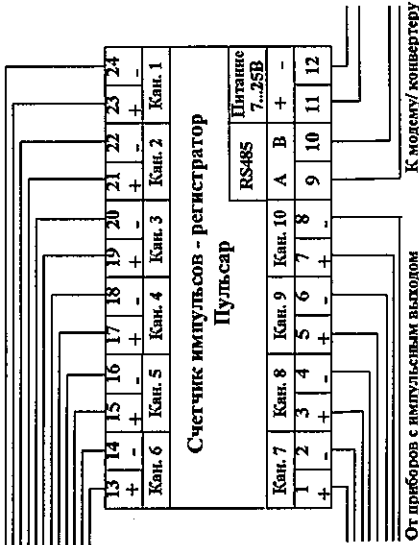 13 14 15 16 17 18 19 20 21 22 23 24
+ - + - + - + - + - + -
Кан. 6 Кан. 5 Кан. 4 Кан. 3 Кан. 2 Кан. 1
Счетчик импульсов - регистратор
Пульсар
RS485 Питание
7...25В
Кан. 7 Кан. 8 Кан. 9 Кан. 10 A B + -
1 2 3 4 5 6 7 8 9 10 11 12
+ - + - + - + -
От приборов с импульсным выходом К модему/ конвертеру